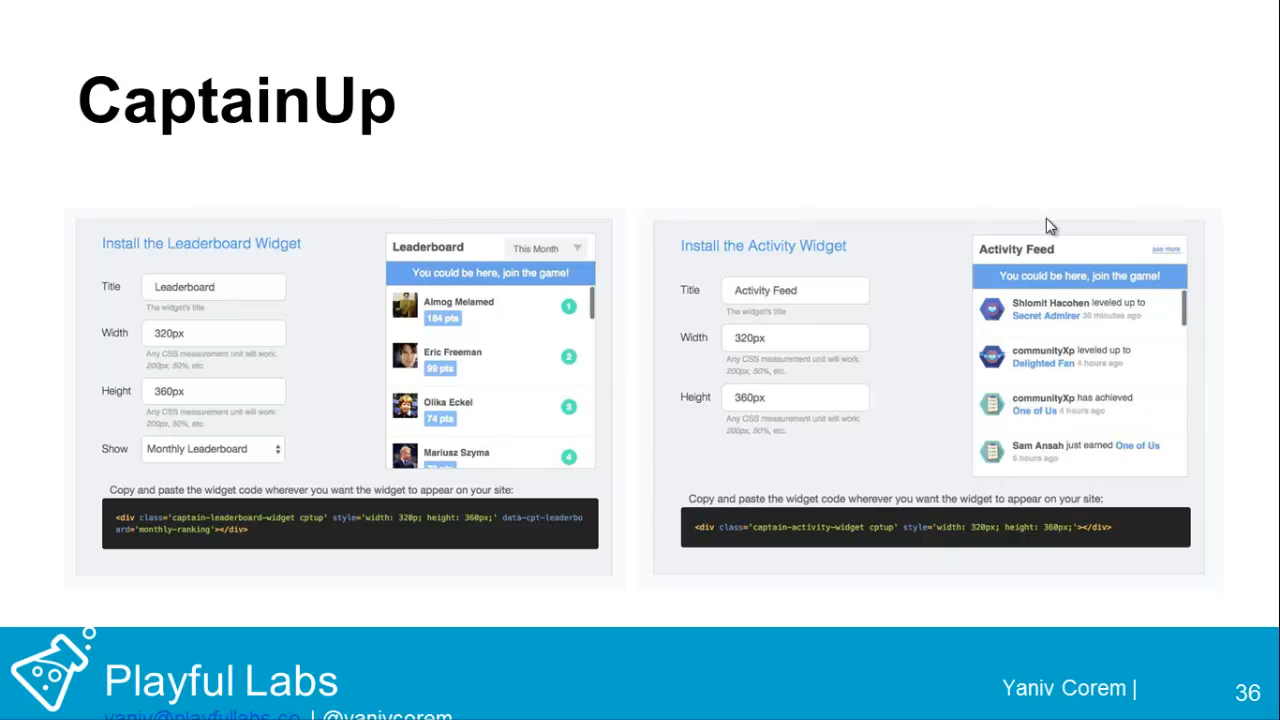 CaptainUp
Install the Leaderboard Widget
Title
Leaderboard
The widget's title
Width
320px
Any CSS measurement unit will work:
200px, 50%, etc.
Height
360px
Any CSS measurement unit will work:
200px, 50%, etc.
Show
Monthly Leaderboard
Leaderboard
This Month
You could be here, join the game!
Almog Melamed
184 pts
1
Eric Freeman
99 pts
2
Olika Eckel
74 pts
3
Mariusz Szyma
4
Copy and paste the widget code wherever you want the widget to appear on your site:
<div class='captain-leaderboard-widget cptup' style='width: 320p; height: 360px;' data-cpt-leaderbo
ard='monthly-ranking'></div>
Install the Activity Widget
Title
Activity Feed
The widget's title
Width
320px
Any CSS measurement unit will work:
200px, 50%, etc.
Height
360px
Any CSS measurement unit will work:
200px, 50%, etc.
Activity Feed
see more
You could be here, join the game!
Shlomit Hacohen leveled up to
Secret Admirer 30 minutes ago
communityXp leveled up to
Delighted Fan 4 hours ago
communityXp has achieved
One of Us 4 hours ago
Sam Ansah just earned One of Us
6 hours ago
Copy and paste the widget code wherever you want the widget to appear on your site:
<div class='captain-activity-widget cptup' style='width: 320px; height: 360px;'></div>
Playful Labs
yaniv@playfullabs.co | @yanivcorem
Yaniv Corem |
36